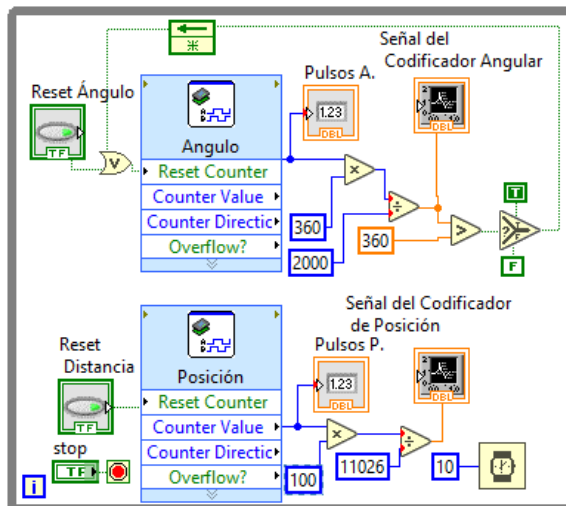 Señal del
Codificador Angular
Pulsos A.
Reset Ángulo
1.23
DBL
DBL
TF
V
Angulo
Reset Counter
Counter Value
Counter Directic
Overflow?
×
÷
360
2000
360
>
?
T
F
T
F
Señal del Codificador
de Posición
Pulsos P.
Reset
Distancia
1.23
DBL
DBL
TF
Posición
Reset Counter
Counter Value
Counter Directic
Overflow?
×
÷
100
11026
10
stop
TF
i